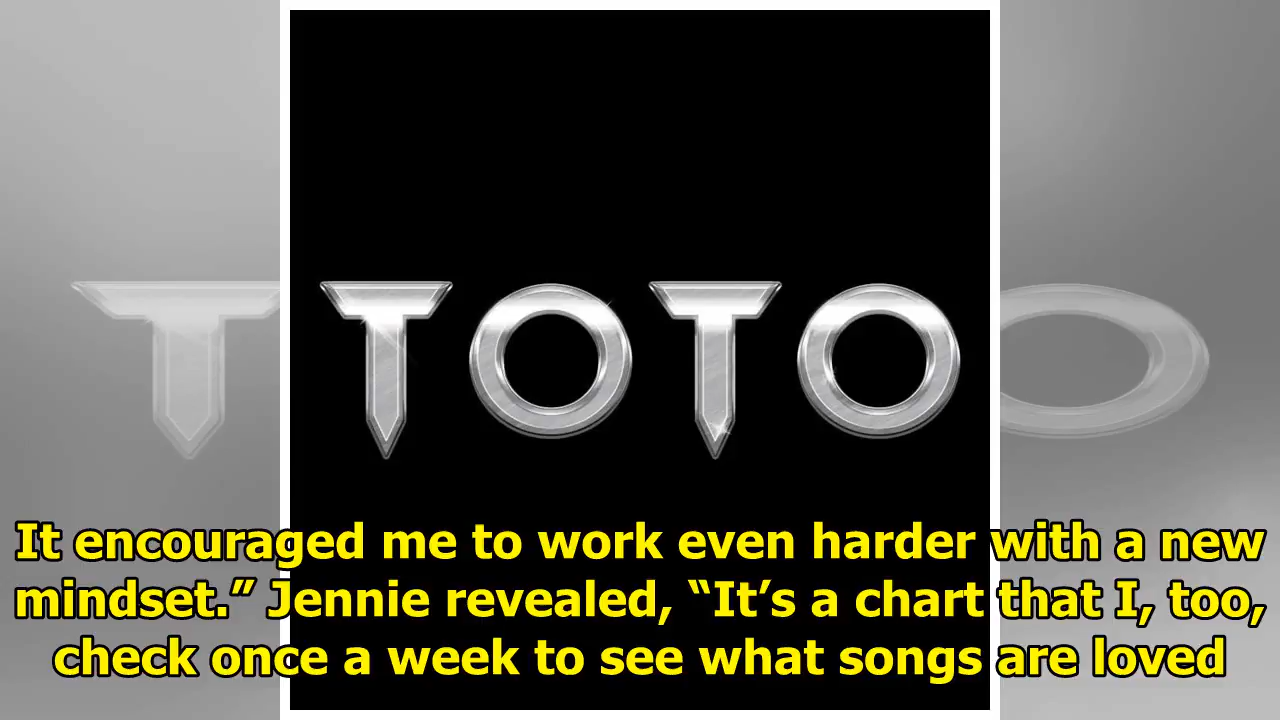 TOTO
It encouraged me to work even harder with a new
mindset.” Jennie revealed, “It’s a chart that I, too,
check once a week to see what songs are loved